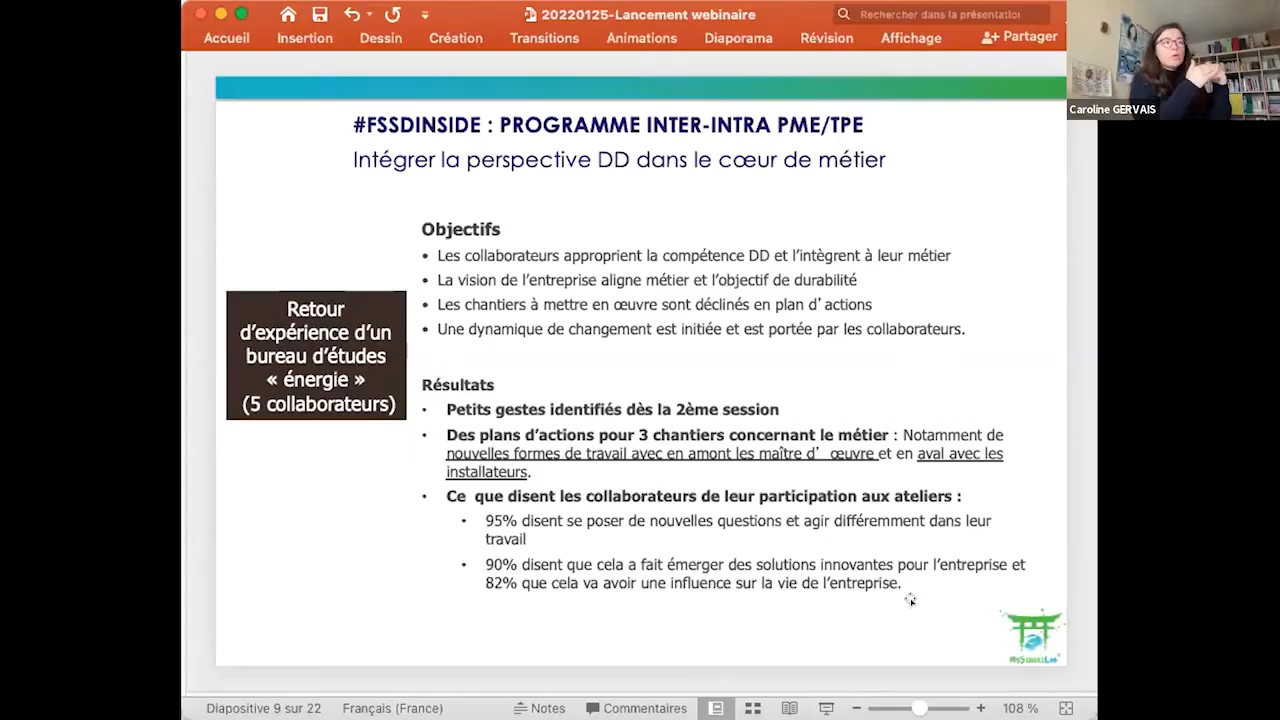 20220125-Lancement webinaire
Rechercher dans la présentation
Accueil
Insertion
Dessin
Création
Transitions
Animations
Diaporama
Révision
Affichage
Partager
Caroline GERVAIS
#FSSDINSIDE : PROGRAMME INTER-INTRA PME/TPE
Intégrer la perspective DD dans le cœur de métier
Retour
d'expérience d'un
bureau d'études
« énergie »
(5 collaborateurs)
Objectifs
• Les collaborateurs approprient la compétence DD et l'intègrent à leur métier
• La vision de l'entreprise aligne métier et l'objectif de durabilité
• Les chantiers à mettre en œuvre sont déclinés en plan d'actions
• Une dynamique de changement est initiée et est portée par les collaborateurs.
Résultats
• Petits gestes identifiés dès la 2ème session
• Des plans d'actions pour 3 chantiers concernant le métier : Notamment de
nouvelles formes de travail avec en amont les maître d' œuvre et en aval avec les
installateurs.
• Ce que disent les collaborateurs de leur participation aux ateliers :
• 95% disent se poser de nouvelles questions et agir différemment dans leur
travail
• 90% disent que cela a fait émerger des solutions innovantes pour l'entreprise et
82% que cela va avoir une influence sur la vie de l'entreprise.
Diapositive 9 sur 22
Français (France)
Notes
Commentaires
108 %